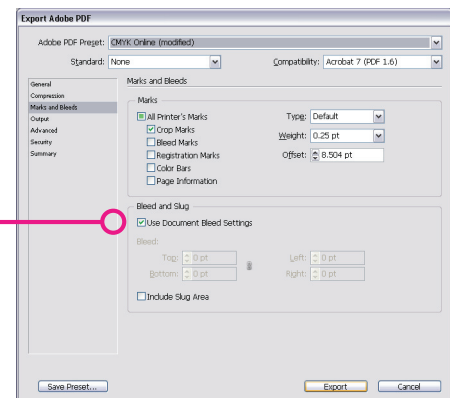 Export Adobe PDF
Adobe PDF Preset: CMYK Online (modified)
Standard: None Compatibility: Acrobat 7 (PDF 1.6)
General
Compression
Marks and Bleeds
Output
Advanced
Security
Summary
Marks and Bleeds
Marks
All Printer's Marks
Crop Marks
Bleed Marks
Registration Marks
Color Bars
Page Information
Type: Default
Weight: 0.25 pt
Offset: 8.504 pt
Bleed and Slug
Use Document Bleed Settings
Bleed:
Top: 0 pt Left: 0 pt
Bottom: 0 pt Right: 0 pt
Include Slug Area
Save Preset... Export Cancel